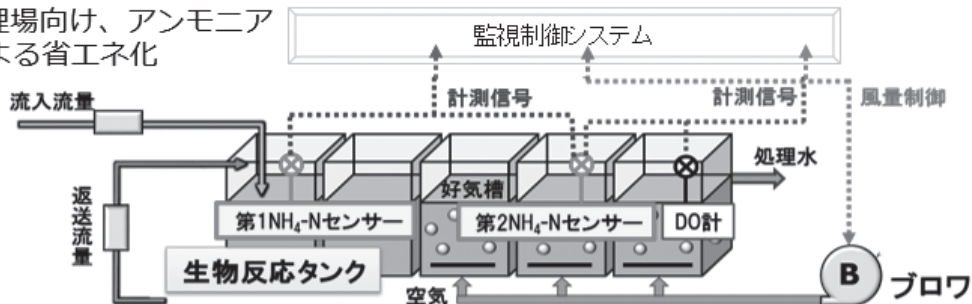 理場向け、アンモニア
よる省エネ化
監視制御システム
計測信号
計測信号
風量制御
流入流量
処理水
返送流量
好気槽
第1NH₄-Nセンサー
第2NH₄-Nセンサー
DO計
生物反応タンク
空気
B
ブロワ